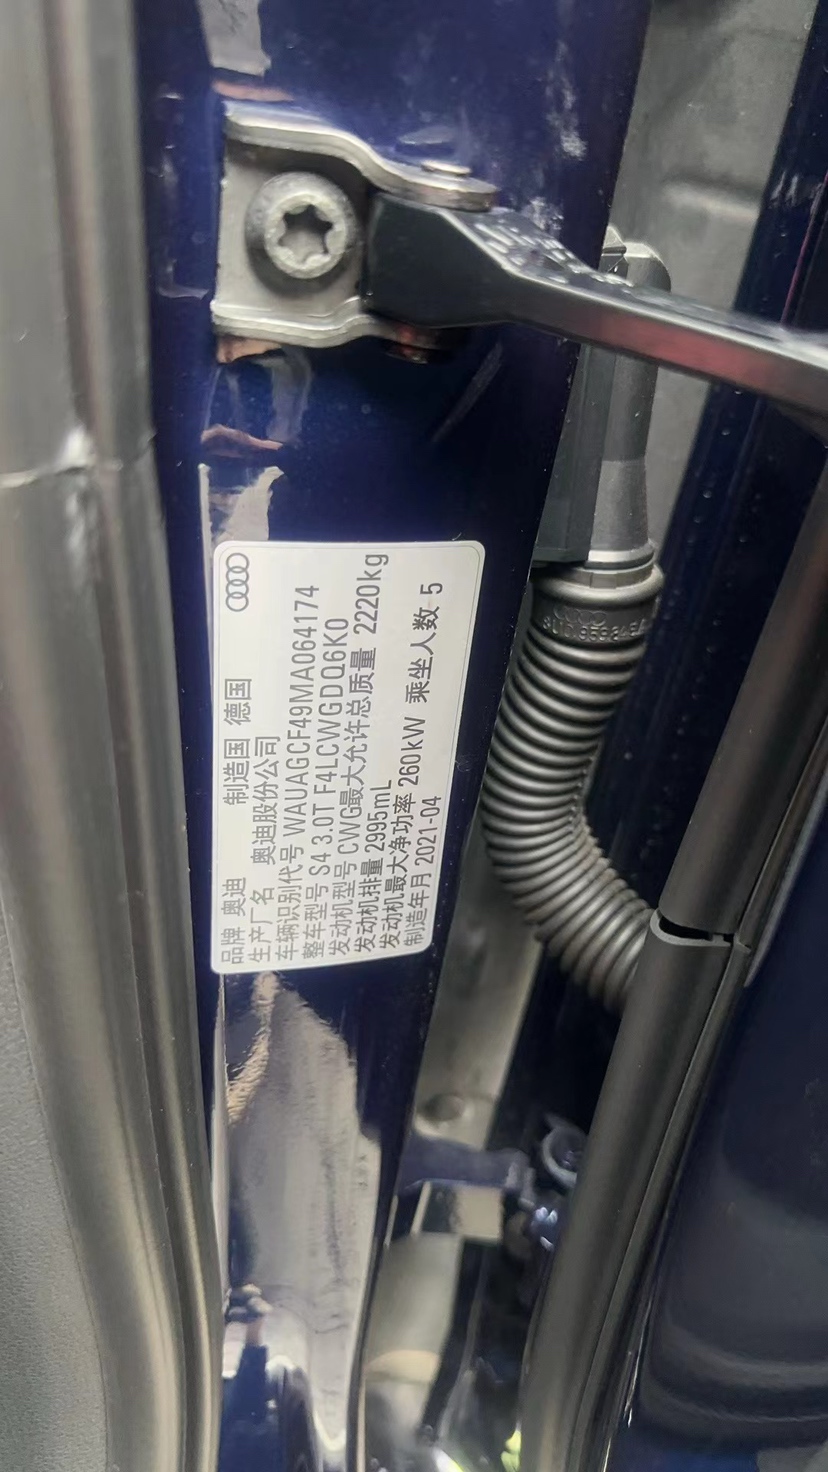 品牌 奥迪 制造国 德国
生产厂名 奥迪股份公司
车辆识别代号 WAUAGCF49MA064174
整车型号 S4 3.0T F4LCWGDQ6K0
发动机型号 CWG最大允许总质量 2220kg
发动机排量 2995mL
发动机最大净功率 260kW 乘坐人数 5
制造年月 2021-04